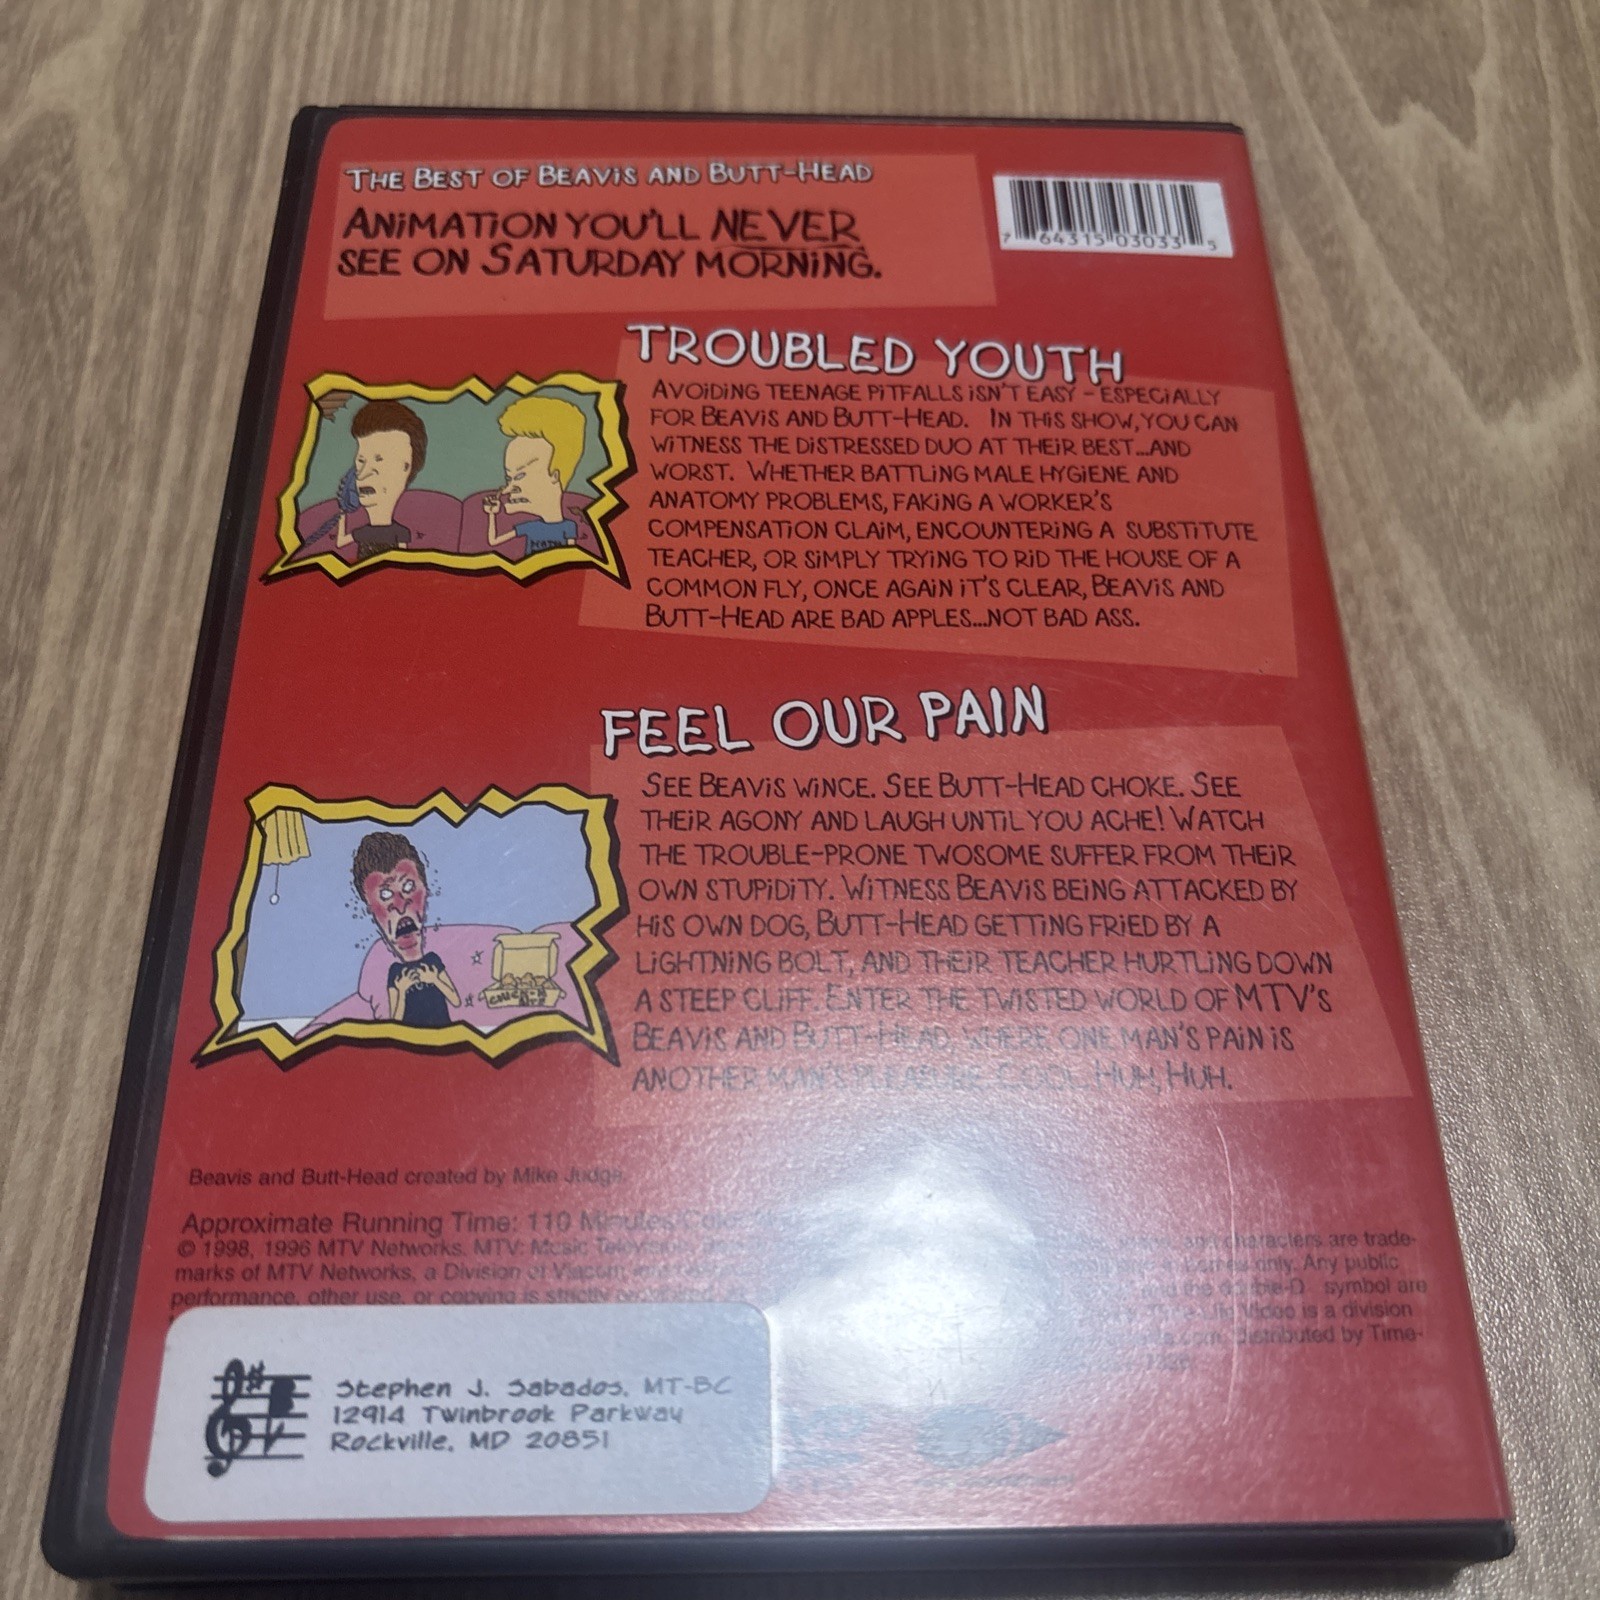 The Best of Beavis and Butt-Head
Animation you'll NEVER
see on Saturday morning.
7 64315 03033 5
TROUBLED YOUTH
Avoiding teenage pitfalls isn't easy - especially
for Beavis and Butt-Head. In this show, you can
witness the distressed duo at their best...and
worst. Whether battling male hygiene and
anatomy problems, faking a worker's
compensation claim, encountering a substitute
teacher, or simply trying to rid the house of a
common fly, once again it's clear, Beavis and
Butt-Head are bad apples...not bad ass.
FEEL OUR PAIN
See Beavis wince. See Butt-Head choke. See
their agony and laugh until you ache! Watch
the trouble-prone twosome suffer from their
own stupidity. Witness Beavis being attacked by
his own dog, Butt-Head getting fried by a
lightning bolt, and their teacher hurtling down
a steep cliff. Enter the twisted world of MTV's
Beavis and Butt-Head, where one man's pain is
another man's pleasure. Cool. Huh, Huh.
Beavis and Butt-Head created by Mike Judge.
Approximate Running Time: 110 Minutes/Color
© 1998, 1996 MTV Networks. MTV: Music Television, and characters are trade-
marks of MTV Networks, a Division of Viacom only. Any public
performance, other use, or copying is strictly prohibited. and the double-D symbol are
Video is a division
distributed by Time-
Stephen J. Sabados, MT-BC
12914 Twinbrook Parkway
Rockville, MD 20851